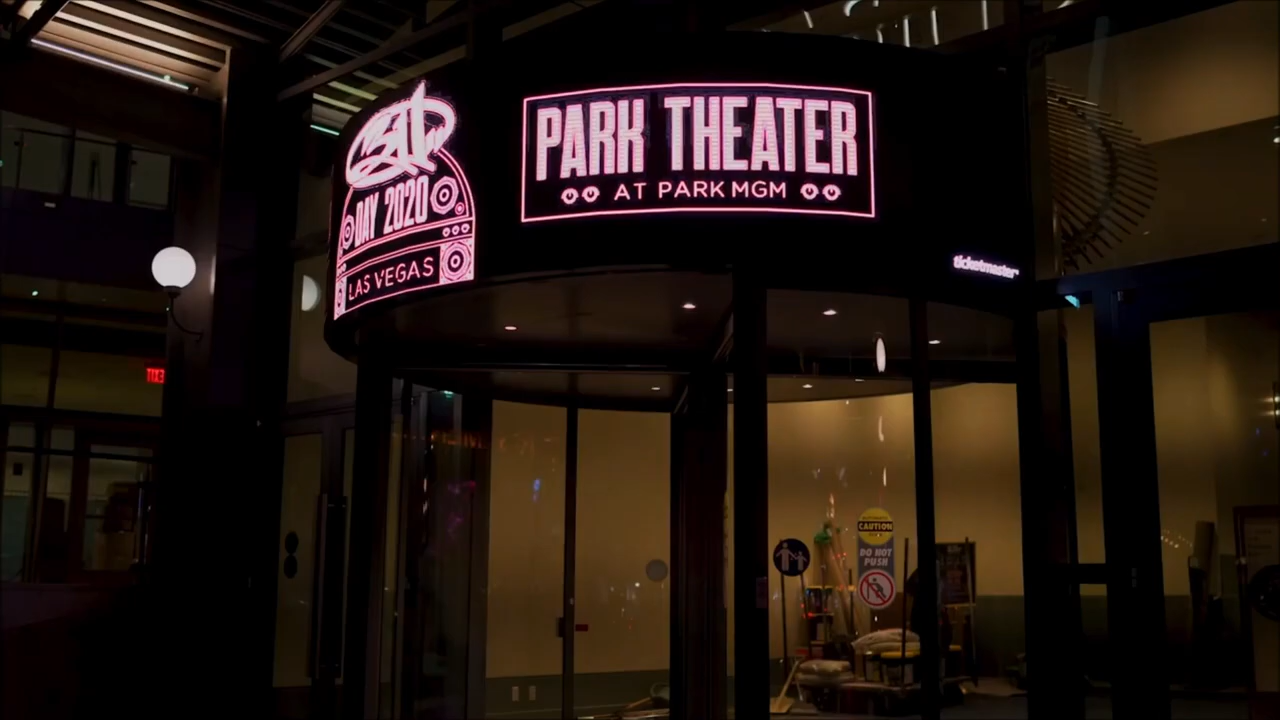 311
DAY 2020
LAS VEGAS
PARK THEATER
AT PARK MGM
ticketmaster
EXIT
CAUTION
DO NOT
PUSH